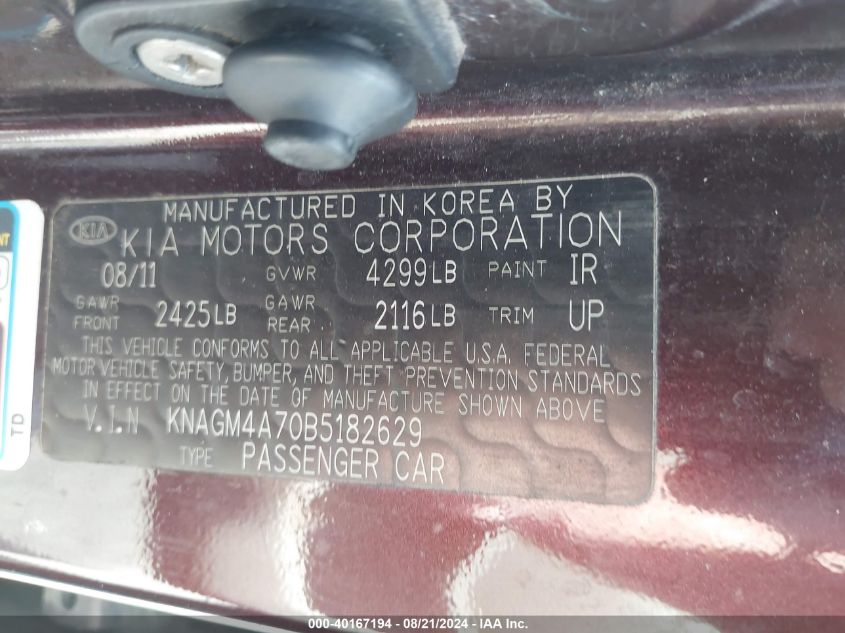 MANUFACTURED IN KOREA BY
KIA KIA MOTORS CORPORATION
08/11 GVWR 4299LB PAINT IR
GAWR FRONT 2425LB GAWR REAR 2116LB TRIM UP
THIS VEHICLE CONFORMS TO ALL APPLICABLE U.S.A. FEDERAL
MOTOR VEHICLE SAFETY, BUMPER, AND THEFT PREVENTION STANDARDS
IN EFFECT ON THE DATE OF MANUFACTURE SHOWN ABOVE
V.I.N KNAGM4A70B5182629
TYPE PASSENGER CAR
TD
000-40167194 - 08/21/2024 - IAA Inc.